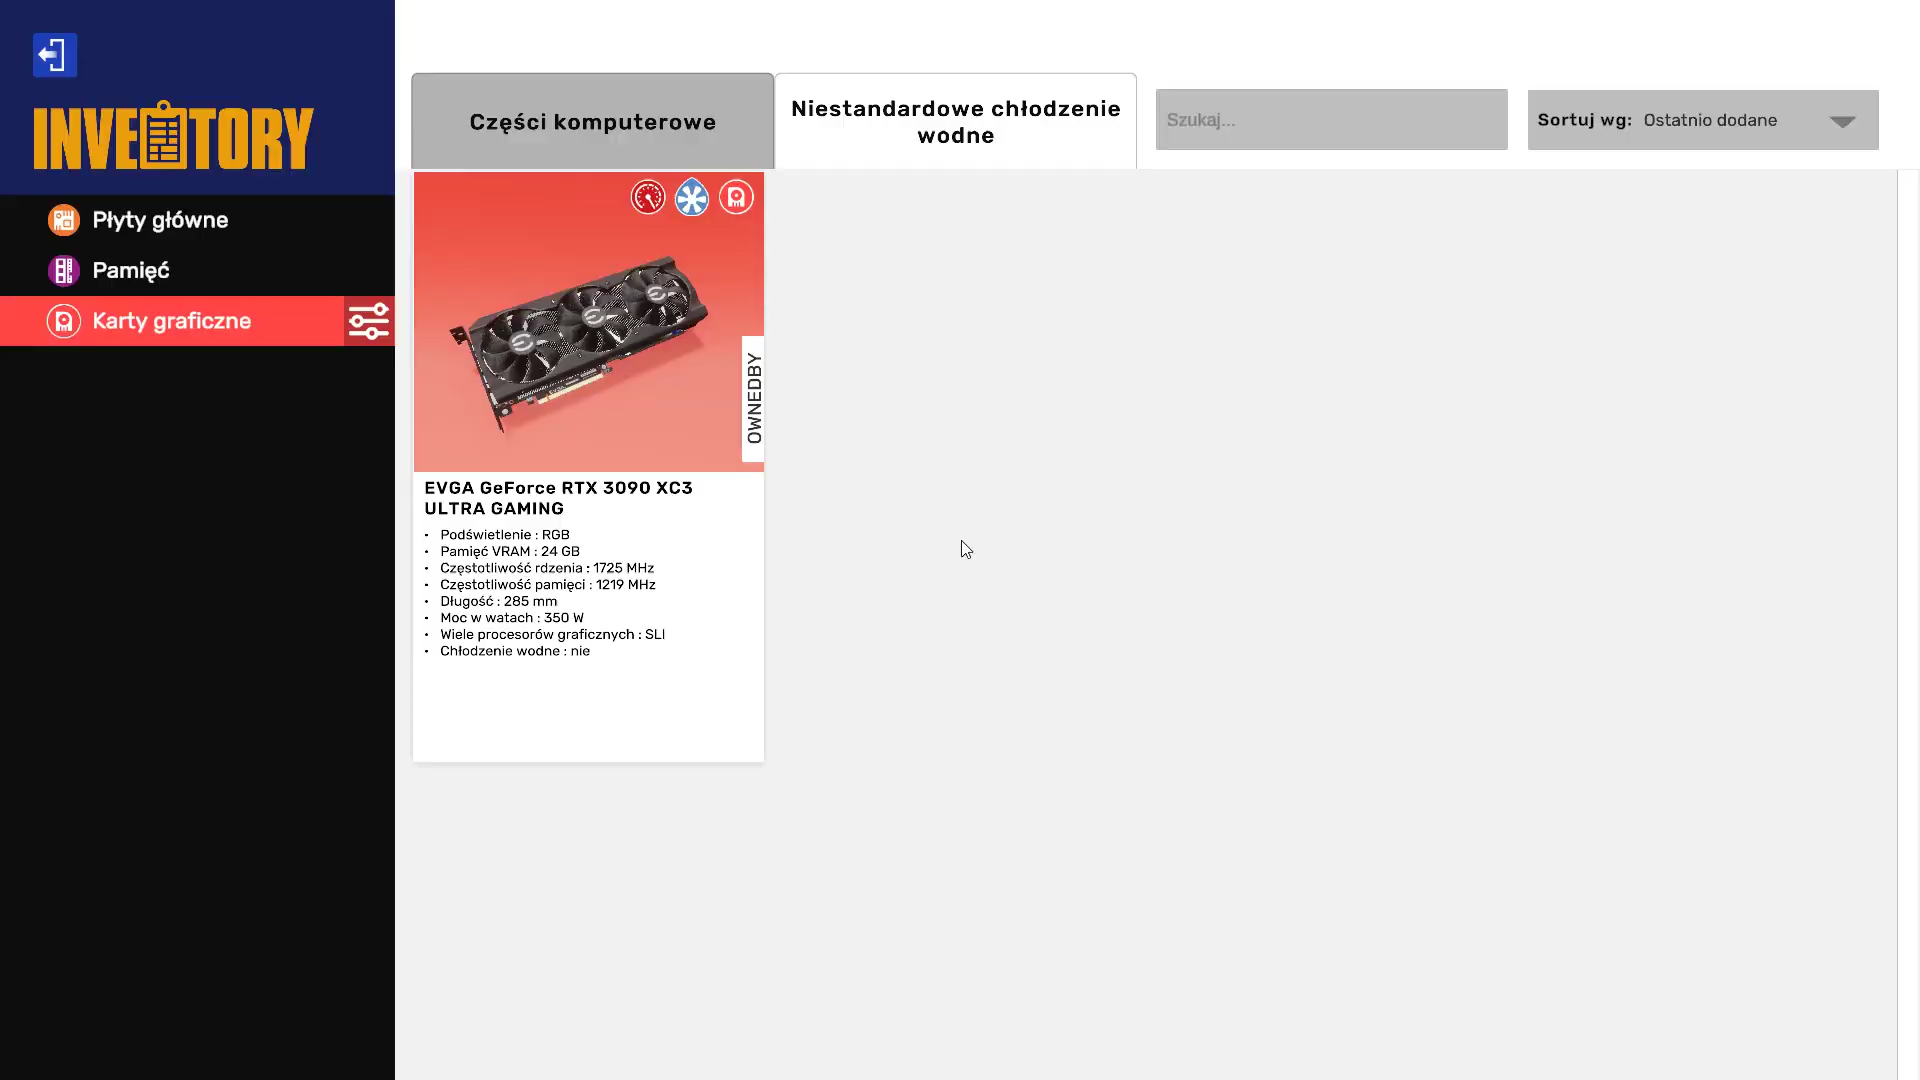 INVENTORY
Płyty główne
Pamięć
Karty graficzne
Części komputerowe
Niestandardowe chłodzenie
wodne
Szukaj...
Sortuj wg: Ostatnio dodane
OWNEDBY
EVGA GeForce RTX 3090 XC3
ULTRA GAMING
• Podświetlenie : RGB
• Pamięć VRAM : 24 GB
• Częstotliwość rdzenia : 1725 MHz
• Częstotliwość pamięci : 1219 MHz
• Długość : 285 mm
• Moc w watach : 350 W
• Wiele procesorów graficznych : SLI
• Chłodzenie wodne : nie